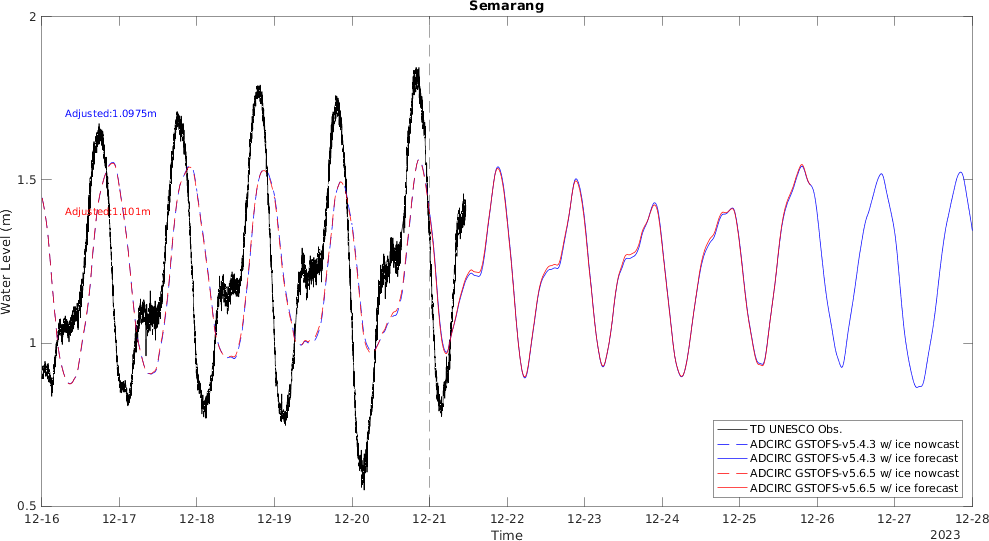 Semarang
2
Adjusted:1.0975m
1.5
Adjusted:1.101m
Water Level (m)
1
TD UNESCO Obs.
ADCIRC GSTOFS-v5.4.3 w/ ice nowcast
ADCIRC GSTOFS-v5.4.3 w/ ice forecast
ADCIRC GSTOFS-v5.6.5 w/ ice nowcast
ADCIRC GSTOFS-v5.6.5 w/ ice forecast
0.5
12-16 12-17 12-18 12-19 12-20 12-21 12-22 12-23 12-24 12-25 12-26 12-27 12-28
Time
2023